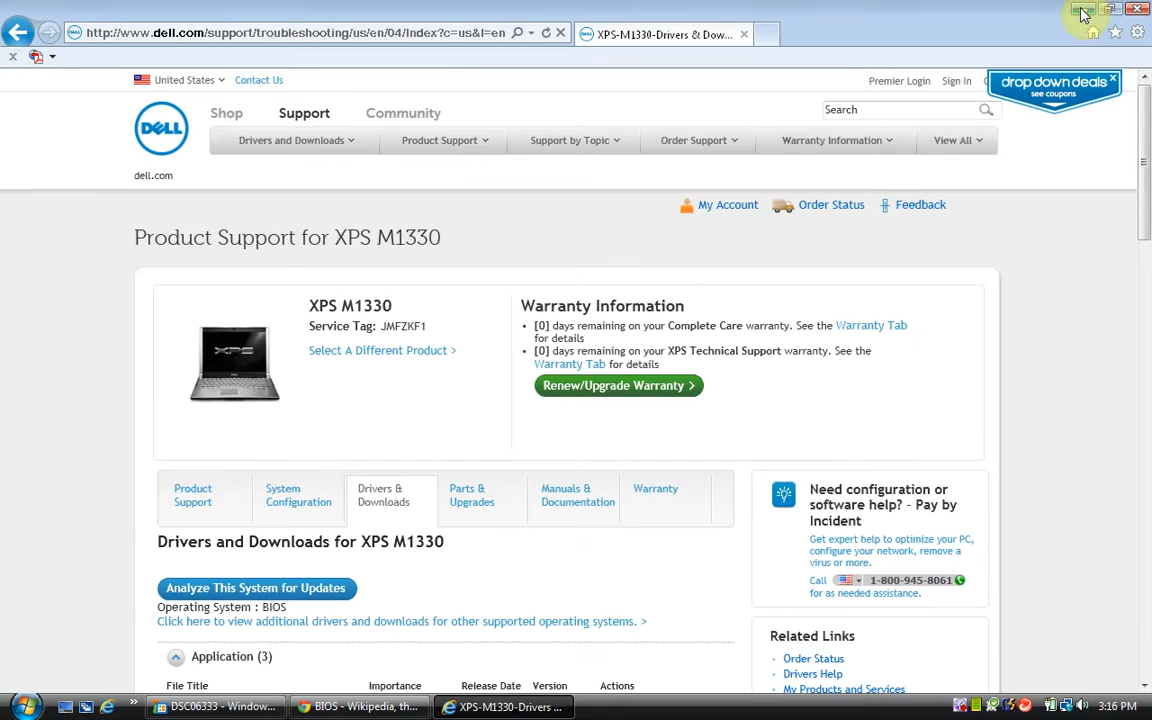 http://www.dell.com/support/troubleshooting/us/en/04/Index?c=us&l=en
XPS-M1330-Drivers & Dow...
United States
Contact Us
Premier Login
Sign In
drop down deals
see coupons
DELL
Shop
Support
Community
Search
Drivers and Downloads
Product Support
Support by Topic
Order Support
Warranty Information
View All
dell.com
My Account
Order Status
Feedback
Product Support for XPS M1330
XPS
XPS M1330
Service Tag: JMFZKF1
Select A Different Product >
Warranty Information
[0] days remaining on your Complete Care warranty. See the Warranty Tab
for details
[0] days remaining on your XPS Technical Support warranty. See the
Warranty Tab for details
Renew/Upgrade Warranty >
Product
Support
System
Configuration
Drivers &
Downloads
Parts &
Upgrades
Manuals &
Documentation
Warranty
Drivers and Downloads for XPS M1330
Analyze This System for Updates
Operating System : BIOS
Click here to view additional drivers and downloads for other supported operating systems. >
Application (3)
File Title
Importance
Release Date
Version
Actions
Need configuration or
software help? – Pay by
Incident
Get expert help to optimize your PC,
configure your network, remove a
virus or more.
Call 1-800-945-8061
for as needed assistance.
Related Links
Order Status
Drivers Help
My Products and Services
DSC06333 - Window...
BIOS - Wikipedia, th...
XPS-M1330-Drivers ...
3:16 PM